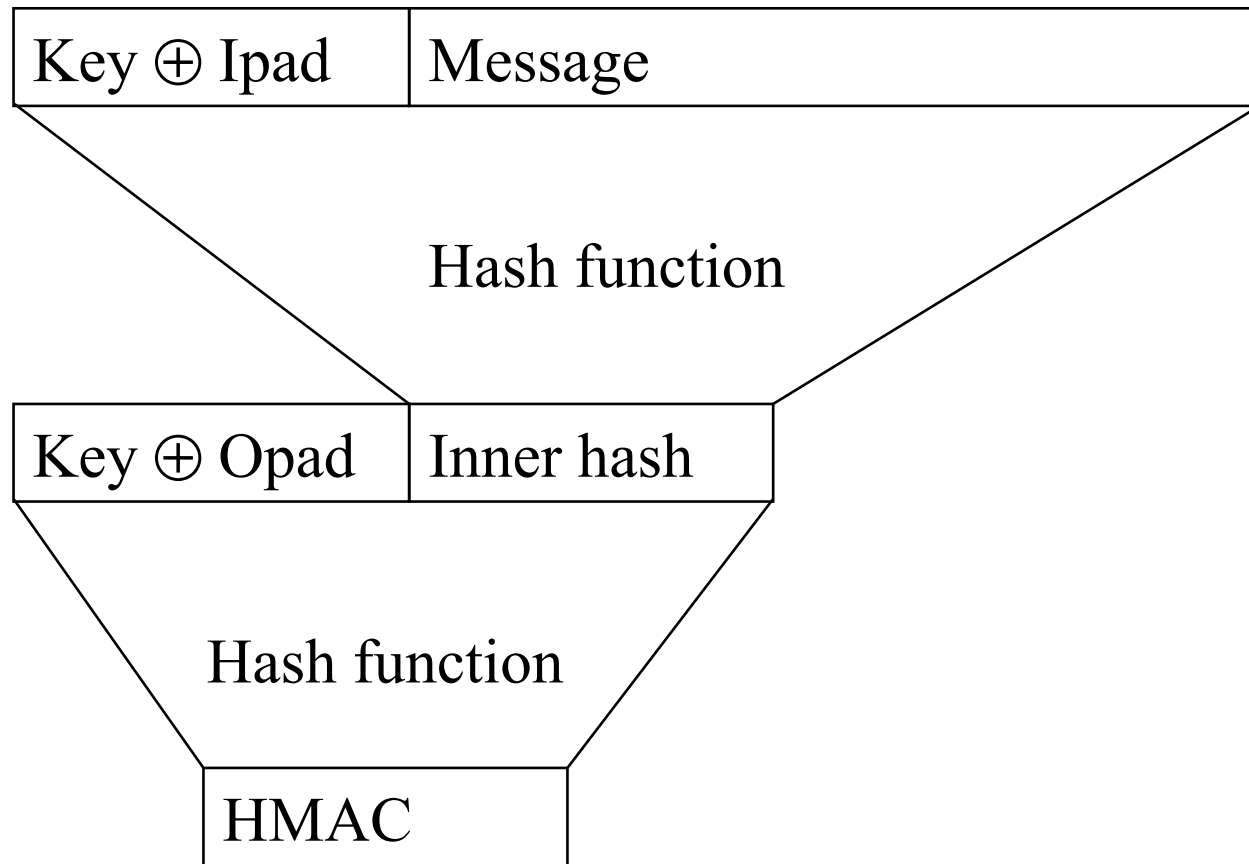 Key ⊕ Ipad Message
Hash function
Key ⊕ Opad Inner hash
Hash function
HMAC